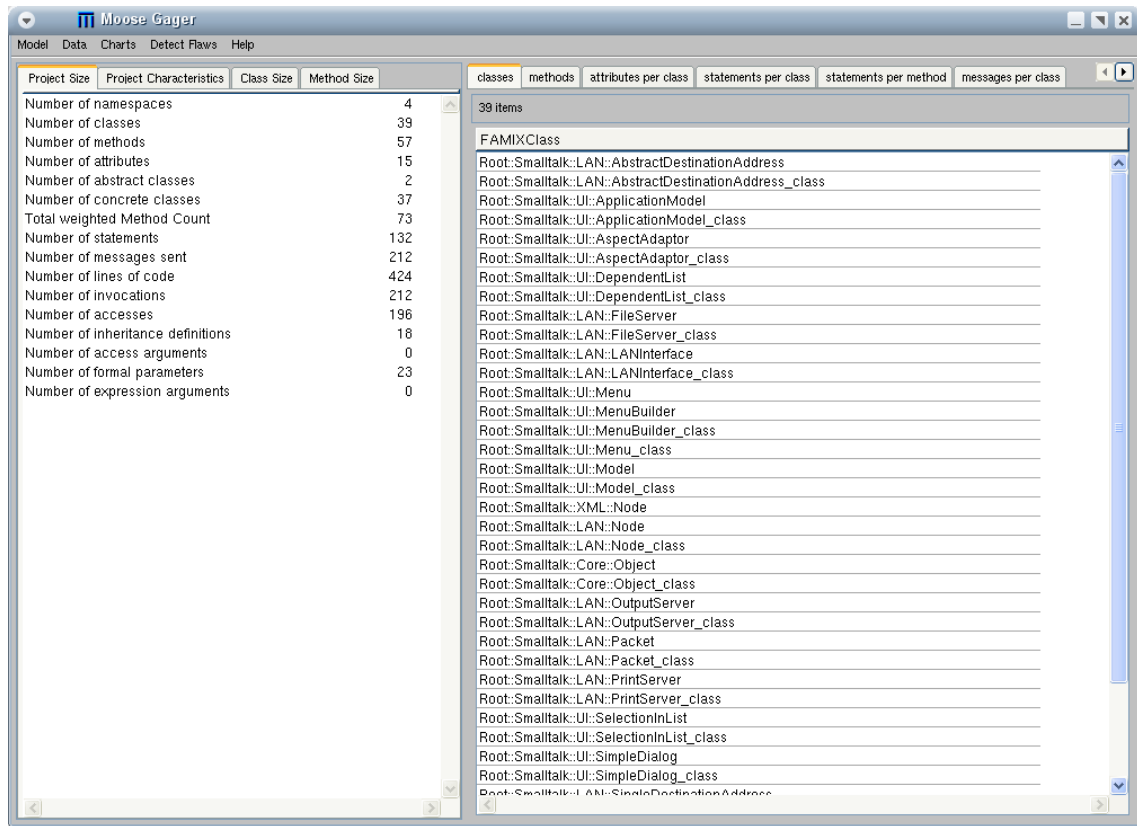 Moose Gager
Model Data Charts Detect Flaws Help
Project Size Project Characteristics Class Size Method Size
Number of namespaces 4
Number of classes 39
Number of methods 57
Number of attributes 15
Number of abstract classes 2
Number of concrete classes 37
Total weighted Method Count 73
Number of statements 132
Number of messages sent 212
Number of lines of code 424
Number of invocations 212
Number of accesses 196
Number of inheritance definitions 18
Number of access arguments 0
Number of formal parameters 23
Number of expression arguments 0
classes methods attributes per class statements per class statements per method messages per class
39 items
FAMIXClass
Root::Smalltalk::LAN::AbstractDestinationAddress
Root::Smalltalk::LAN::AbstractDestinationAddress_class
Root::Smalltalk::UI::ApplicationModel
Root::Smalltalk::UI::ApplicationModel_class
Root::Smalltalk::UI::AspectAdaptor
Root::Smalltalk::UI::AspectAdaptor_class
Root::Smalltalk::UI::DependentList
Root::Smalltalk::UI::DependentList_class
Root::Smalltalk::LAN::FileServer
Root::Smalltalk::LAN::FileServer_class
Root::Smalltalk::LAN::LANInterface
Root::Smalltalk::LAN::LANInterface_class
Root::Smalltalk::UI::Menu
Root::Smalltalk::UI::MenuBuilder
Root::Smalltalk::UI::MenuBuilder_class
Root::Smalltalk::UI::Menu_class
Root::Smalltalk::UI::Model
Root::Smalltalk::UI::Model_class
Root::Smalltalk::XML::Node
Root::Smalltalk::LAN::Node
Root::Smalltalk::LAN::Node_class
Root::Smalltalk::Core::Object
Root::Smalltalk::Core::Object_class
Root::Smalltalk::LAN::OutputServer
Root::Smalltalk::LAN::OutputServer_class
Root::Smalltalk::LAN::Packet
Root::Smalltalk::LAN::Packet_class
Root::Smalltalk::LAN::PrintServer
Root::Smalltalk::LAN::PrintServer_class
Root::Smalltalk::UI::SelectionInList
Root::Smalltalk::UI::SelectionInList_class
Root::Smalltalk::UI::SimpleDialog
Root::Smalltalk::UI::SimpleDialog_class
Root::Smalltalk::LAN::SingleDestinationAddress